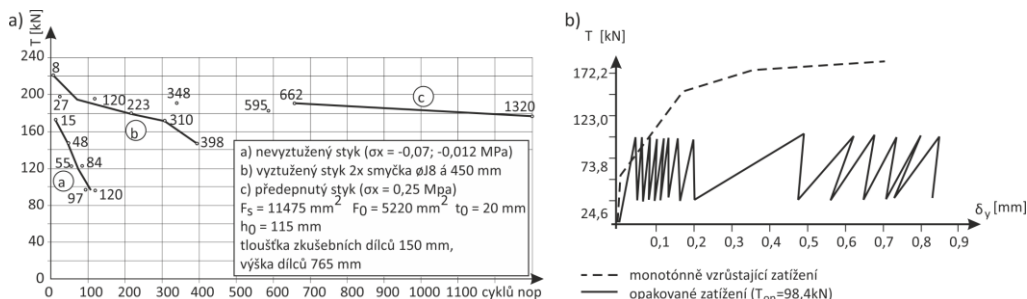 a)
T [kN]
240
200
160
120
80
40
0
0 100 200 300 400 500 600 700 800 900 1000 1100 cyklů nop
8
27
15
48
55
84
a
97
120
120
223
348
b
310
398
595
662
c
1320
a) nevyztužený styk (σx = -0,07; -0,012 MPa)
b) vyztužený styk 2x smyčka øJ8 á 450 mm
c) předepnutý styk (σx = 0,25 Mpa)
Fs = 11475 mm² F0 = 5220 mm² t0 = 20 mm
h0 = 115 mm
tloušťka zkušebních dílců 150 mm,
výška dílců 765 mm
b)
T [kN]
172,2
123,0
73,8
24,6
δy [mm]
0,1 0,2 0,3 0,4 0,5 0,6 0,7 0,8 0,9
monotónně vzrůstající zatížení
opakované zatížení (Top=98,4kN)